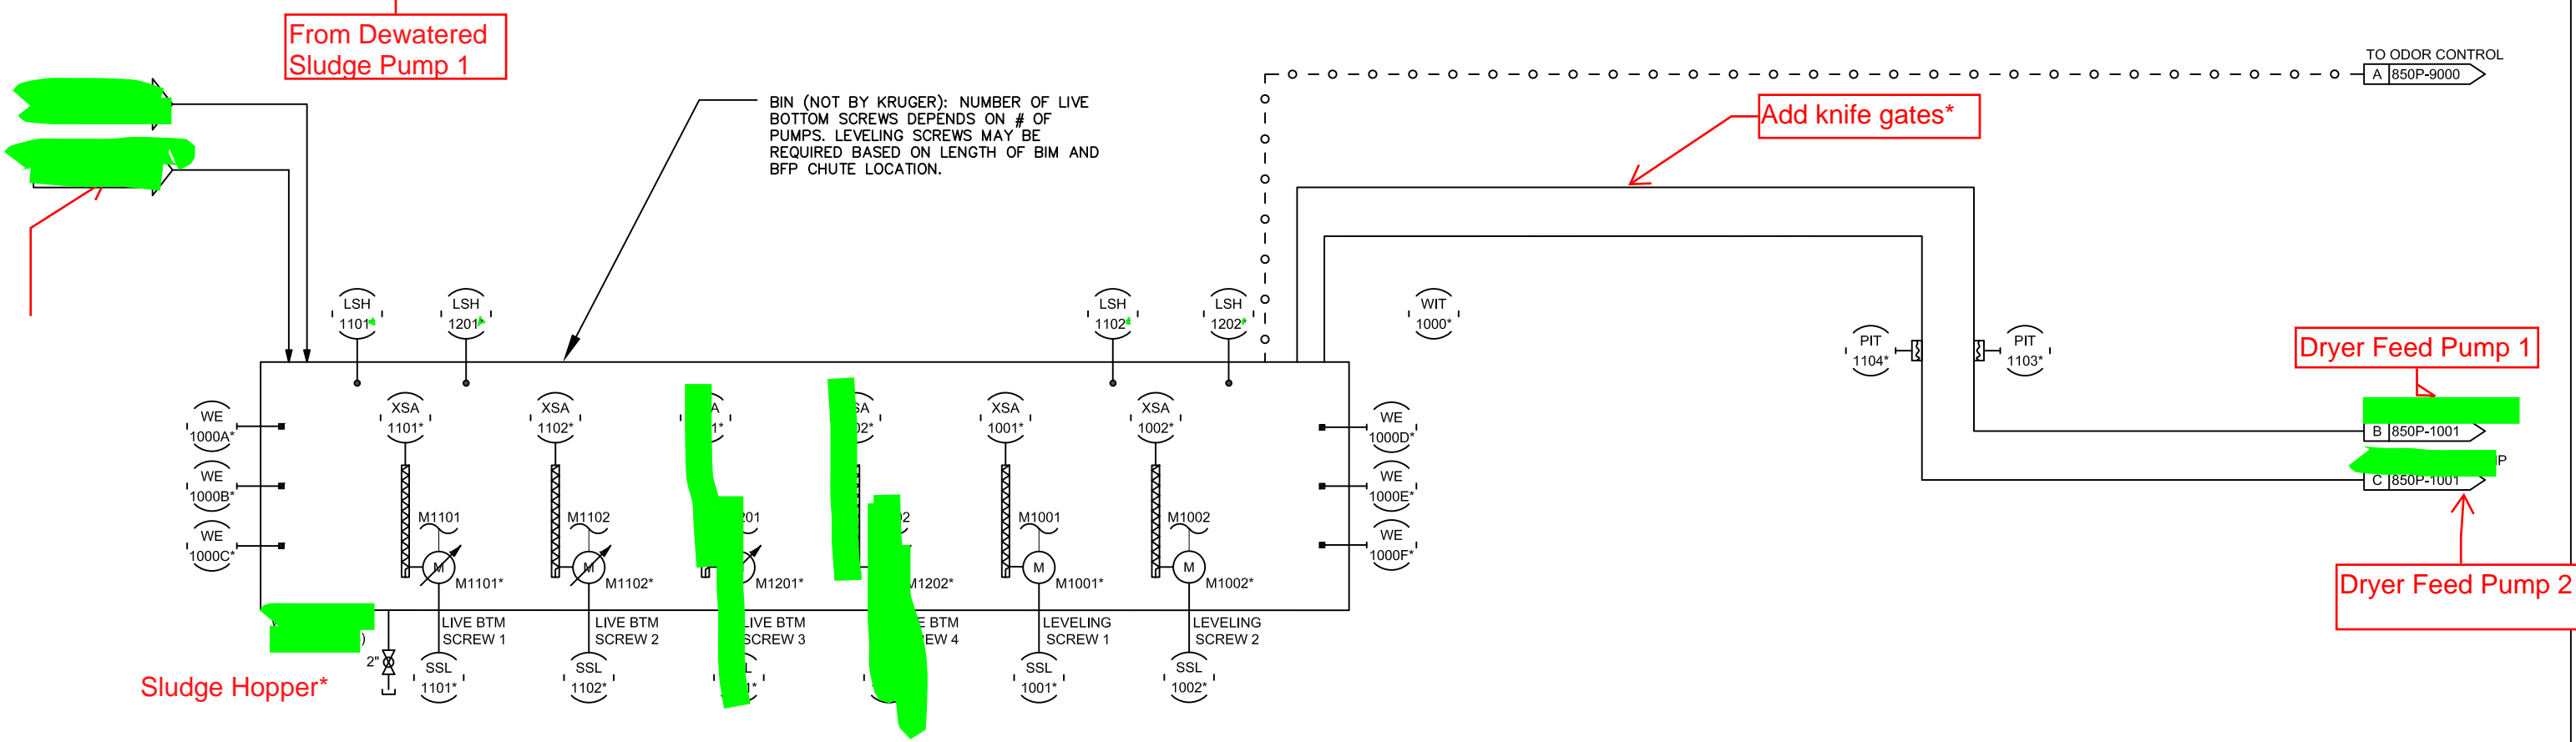 From Dewatered
Sludge Pump 1
BIN (NOT BY KRUGER): NUMBER OF LIVE
BOTTOM SCREWS DEPENDS ON # OF
PUMPS. LEVELING SCREWS MAY BE
REQUIRED BASED ON LENGTH OF BIM AND
BFP CHUTE LOCATION.
TO ODOR CONTROL
A 850P-9000
Add knife gates*
LSH
1101*
LSH
1201*
LSH
1102*
LSH
1202*
WIT
1000*
PIT
1104*
PIT
1103*
Dryer Feed Pump 1
B 850P-1001
C 850P-1001
Dryer Feed Pump 2
WE
1000A*
WE
1000B*
WE
1000C*
XSA
1101*
XSA
1102*
XSA
1001*
XSA
1002*
WE
1000D*
WE
1000E*
WE
1000F*
M1101
M
M1101*
M1102
M
M1102*
M1201*
M1202*
M1001
M
M1001*
M1002
M
M1002*
LIVE BTM
SCREW 1
LIVE BTM
SCREW 2
LIVE BTM
SCREW 3
BTM
4
LEVELING
SCREW 1
LEVELING
SCREW 2
2"
SSL
1101*
SSL
1102*
SSL
1001*
SSL
1002*
Sludge Hopper*